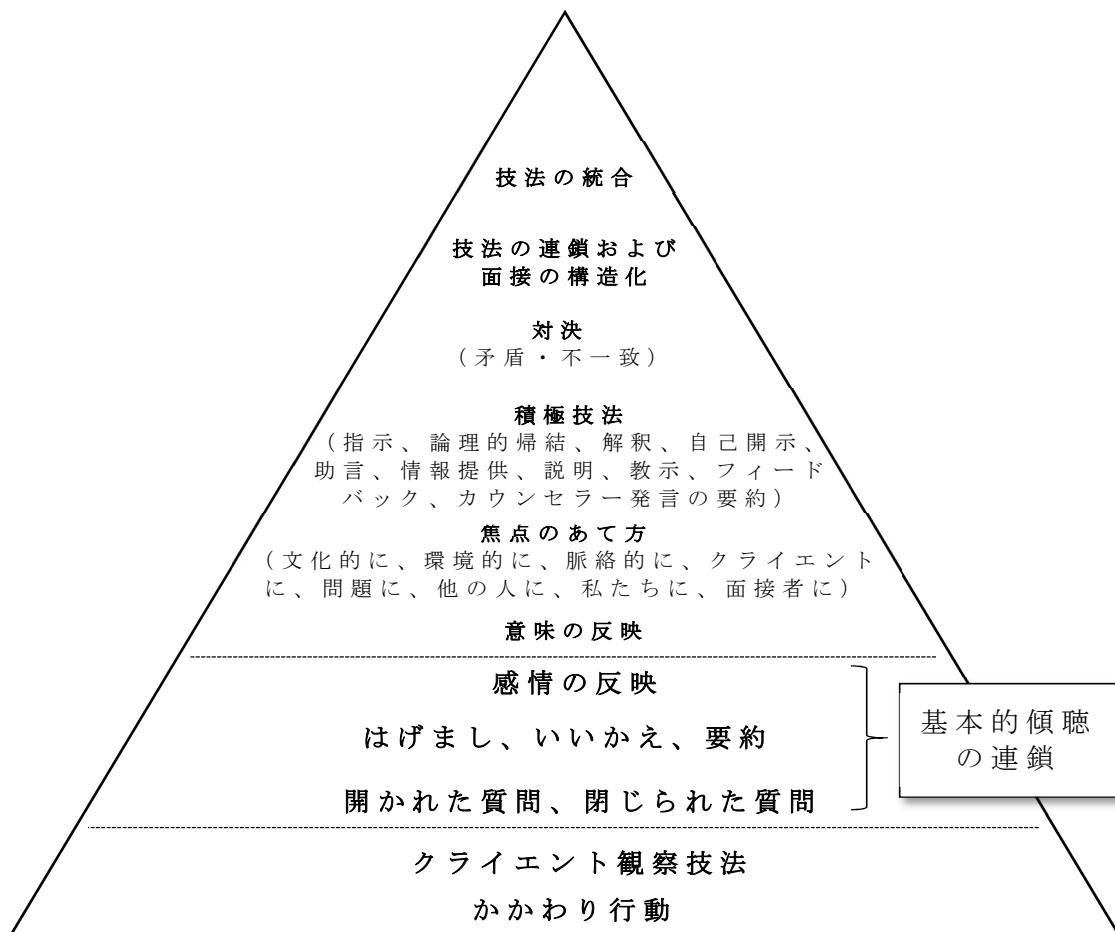 技法の統合
技法の連鎖および
面接の構造化
対決
（矛盾・不一致）
積極技法
（指示、論理的帰結、解釈、自己開示、
助言、情報提供、説明、教示、フィード
バック、カウンセラー発言の要約）
焦点のあて方
（文化的に、環境的に、脈絡的に、クライエント
に、問題に、他の人に、私たちに、面接者に）
意味の反映
感情の反映
はげまし、いいかえ、要約
開かれた質問、閉じられた質問
基本的傾聴
の連鎖
クライエント観察技法
かかわり行動